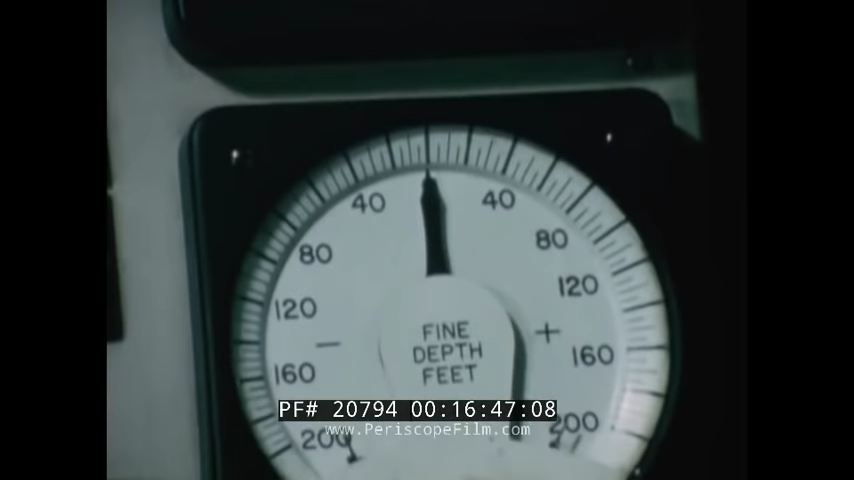 40 40
80 80
120 120
- +
FINE
DEPTH
FEET
160 160
PF# 20794 00:16:47:08
200 200
www.PeriscopeFilm.com